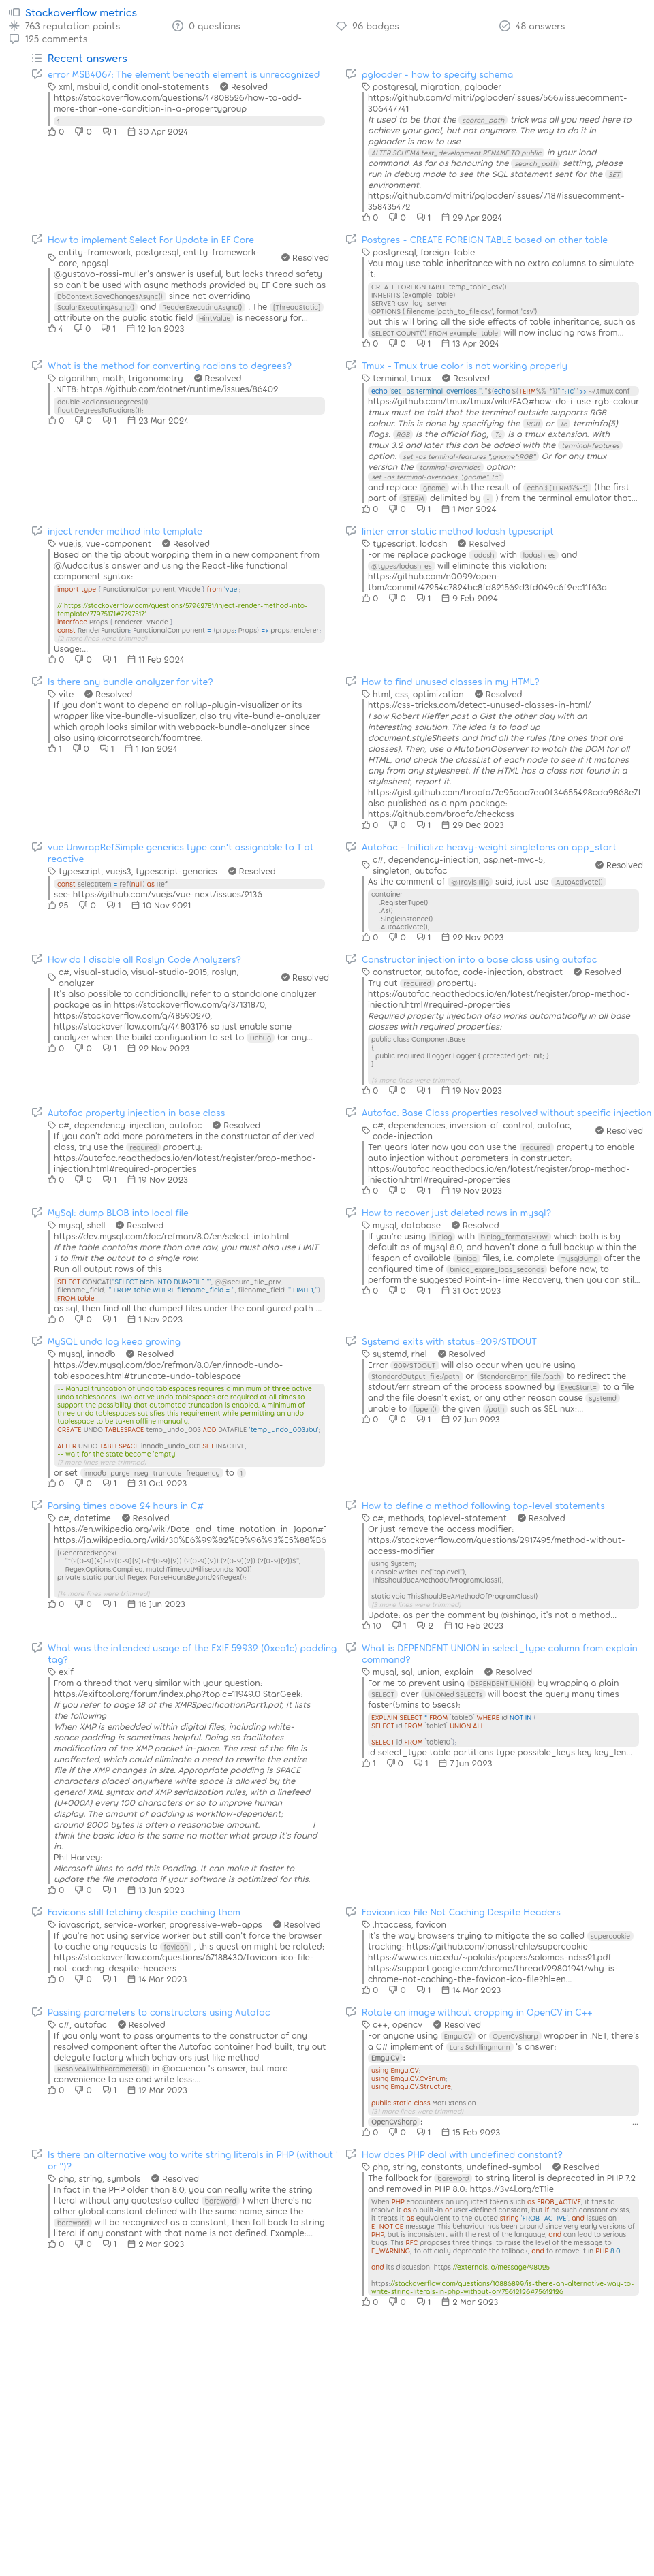 Stackoverflow metrics
763 reputation points
0 questions
26 badges
48 answers
125 comments
Recent answers
error MSB4067: The element beneath element is unrecognized
xml, msbuild, conditional-statements Resolved
https://stackoverflow.com/questions/47808526/how-to-add-
more-than-one-condition-in-a-propertygroup
1
0 0 1 30 Apr 2024
pgloader - how to specify schema
postgresql, migration, pgloader
https://github.com/dimitri/pgloader/issues/566#issuecomment-
306447741
It used to be that the search_path trick was all you need here to
achieve your goal, but not anymore. The way to do it in
pgloader is now to use
ALTER SCHEMA test_development RENAME TO public in your load
command. As far as honouring the search_path setting, please
run in debug mode to see the SQL statement sent for the SET
environment.
https://github.com/dimitri/pgloader/issues/718#issuecomment-
358435472
0 0 1 29 Apr 2024
How to implement Select For Update in EF Core
entity-framework, postgresql, entity-framework-
core, npgsql Resolved
@gustavo-rossi-muller's answer is useful, but lacks thread safety
so can't be used with async methods provided by EF Core such as
DbContext.SaveChangesAsync() since not overriding
ScalarExecutingAsync() and ReaderExecutingAsync() . The [ThreadStatic]
attribute on the public static field HintValue is necessary for...
4 0 1 12 Jan 2023
Postgres - CREATE FOREIGN TABLE based on other table
postgresql, foreign-table
You may use table inheritance with no extra columns to simulate
it:
CREATE FOREIGN TABLE temp_table_csv()
INHERITS (example_table)
SERVER csv_log_server
OPTIONS ( filename 'path_to_file.csv', format 'csv')
but this will bring all the side effects of table inheritance, such as
SELECT COUNT(*) FROM example_table will now including rows from...
0 0 1 13 Apr 2024
What is the method for converting radians to degrees?
algorithm, math, trigonometry Resolved
.NET8: https://github.com/dotnet/runtime/issues/86402
double.RadiansToDegrees(1);
float.DegreesToRadians(1);
0 0 1 23 Mar 2024
Tmux - Tmux true color is not working properly
terminal, tmux Resolved
https://github.com/tmux/tmux/wiki/FAQ#how-do-i-use-rgb-colour
tmux must be told that the terminal outside supports RGB
colour. This is done by specifying the RGB or Tc terminfo(5)
flags. RGB is the official flag, Tc is a tmux extension. With
tmux 3.2 and later this can be added with the terminal-features
option: set -as terminal-features ",gnome*:RGB" Or for any tmux
version the terminal-overrides option:
set -as terminal-overrides ",gnome*:Tc"
and replace gnome with the result of echo ${TERM%%-*} (the first
part of $TERM delimited by - ) from the terminal emulator that...
0 0 1 1 Mar 2024
inject render method into template
vue.js, vue-component Resolved
Based on the tip about warpping them in a new component from
@Audacitus's answer and using the React-like functional
component syntax:
import type { FunctionalComponent, VNode } from 'vue';
// https://stackoverflow.com/questions/57962781/inject-render-method-into-
template/77975171#77975171
interface Props { renderer: VNode }
const RenderFunction: FunctionalComponent = (props: Props) => props.renderer;
(2 more lines were trimmed)
Usage:...
0 0 1 11 Feb 2024
linter error static method lodash typescript
typescript, lodash Resolved
For me replace package lodash with lodash-es and
@types/lodash-es will eliminate this violation:
https://github.com/n0099/open-
tbm/commit/47254c7824bc8fd821562d3fd049c6f2ec11f63a
0 0 1 9 Feb 2024
Is there any bundle analyzer for vite?
vite Resolved
If you don't want to depend on rollup-plugin-visualizer or its
wrapper like vite-bundle-visualizer, also try vite-bundle-analyzer
which graph looks similar with webpack-bundle-analyzer since
also using @carrotsearch/foamtree.
1 0 1 1 Jan 2024
How to find unused classes in my HTML?
html, css, optimization Resolved
https://css-tricks.com/detect-unused-classes-in-html/
I saw Robert Kieffer post a Gist the other day with an
interesting solution. The idea is to load up
document.styleSheets and find all the rules (the ones that are
classes). Then, use a MutationObserver to watch the DOM for all
HTML, and check the classList of each node to see if it matches
any from any stylesheet. If the HTML has a class not found in a
stylesheet, report it.
https://gist.github.com/broofa/7e95aad7ea0f34655428cda9868e7f
also published as a npm package:
https://github.com/broofa/checkcss
0 0 1 29 Dec 2023
vue UnwrapRefSimple generics type can't assignable to T at
reactive
typescript, vuejs3, typescript-generics Resolved
const selectItem = ref(null) as Ref
see: https://github.com/vuejs/vue-next/issues/2136
25 0 1 10 Nov 2021
AutoFac - Initialize heavy-weight singletons on app_start
c#, dependency-injection, asp.net-mvc-5,
singleton, autofac Resolved
As the comment of @Travis Illig said, just use .AutoActivate()
container
.RegisterType()
.As()
.SingleInstance()
.AutoActivate();
0 0 1 22 Nov 2023
How do I disable all Roslyn Code Analyzers?
c#, visual-studio, visual-studio-2015, roslyn,
analyzer Resolved
It's also possible to conditionally refer to a standalone analyzer
package as in https://stackoverflow.com/q/37131870,
https://stackoverflow.com/q/48590270,
https://stackoverflow.com/q/44803176 so just enable some
analyzer when the build configuation to set to Debug (or any...
0 0 1 22 Nov 2023
Constructor injection into a base class using autofac
constructor, autofac, code-injection, abstract Resolved
Try out required property:
https://autofac.readthedocs.io/en/latest/register/prop-method-
injection.html#required-properties
Required property injection also works automatically in all base
classes with required properties:
public class ComponentBase
{
public required ILogger Logger { protected get; init; }
}
(4 more lines were trimmed)
0 0 1 19 Nov 2023
Autofac property injection in base class
c#, dependency-injection, autofac Resolved
If you can't add more parameters in the constructor of derived
class, try use the required property:
https://autofac.readthedocs.io/en/latest/register/prop-method-
injection.html#required-properties
0 0 1 19 Nov 2023
Autofac. Base Class properties resolved without specific injection
c#, dependencies, inversion-of-control, autofac,
code-injection Resolved
Ten years later now you can use the required property to enable
auto injection without parameters in constructor:
https://autofac.readthedocs.io/en/latest/register/prop-method-
injection.html#required-properties
0 0 1 19 Nov 2023
MySql: dump BLOB into local file
mysql, shell Resolved
https://dev.mysql.com/doc/refman/8.0/en/select-into.html
If the table contains more than one row, you must also use LIMIT
1 to limit the output to a single row.
Run all output rows of this
SELECT CONCAT("SELECT blob INTO DUMPFILE '", @@secure_file_priv,
filename_field, "' FROM table WHERE filename_field = '", filename_field, "' LIMIT 1;")
FROM table
as sql, then find all the dumped files under the configured path ...
0 0 1 1 Nov 2023
How to recover just deleted rows in mysql?
mysql, database Resolved
If you're using binlog with binlog_format=ROW which both is by
default as of mysql 8.0, and haven't done a full backup within the
lifespan of available binlog files, i.e. complete mysqldump after the
configured time of binlog_expire_logs_seconds before now, to
perform the suggested Point-in-Time Recovery, then you can stil...
0 0 1 31 Oct 2023
MySQL undo log keep growing
mysql, innodb Resolved
https://dev.mysql.com/doc/refman/8.0/en/innodb-undo-
tablespaces.html#truncate-undo-tablespace
-- Manual truncation of undo tablespaces requires a minimum of three active
undo tablespaces. Two active undo tablespaces are required at all times to
support the possibility that automated truncation is enabled. A minimum of
three undo tablespaces satisfies this requirement while permitting an undo
tablespace to be taken offline manually.
CREATE UNDO TABLESPACE temp_undo_003 ADD DATAFILE 'temp_undo_003.ibu';
ALTER UNDO TABLESPACE innodb_undo_001 SET INACTIVE;
-- wait for the state become 'empty'
(7 more lines were trimmed)
or set innodb_purge_rseg_truncate_frequency to 1
0 0 1 31 Oct 2023
Systemd exits with status=209/STDOUT
systemd, rhel Resolved
Error 209/STDOUT will also occur when you're using
StandardOutput=file:/path or StandardError=file:/path to redirect the
stdout/err stream of the process spawned by ExecStart= to a file
and the file doesn't exist, or any other reason cause systemd
unable to fopen() the given /path such as SELinux:...
0 0 1 27 Jun 2023
Parsing times above 24 hours in C#
c#, datetime Resolved
https://en.wikipedia.org/wiki/Date_and_time_notation_in_Japan#1
https://ja.wikipedia.org/wiki/30%E6%99%82%E9%96%93%E5%88%B6
RegexOptions.Compiled, matchTimeoutMilliseconds: 100)]
private static partial Regex ParseHoursBeyond24Regex();
(14 more lines were trimmed)
0 0 1 16 Jun 2023
How to define a method following top-level statements
c#, methods, toplevel-statement Resolved
Or just remove the access modifier:
https://stackoverflow.com/questions/2917495/method-without-
access-modifier
using System;
Console.WriteLine("toplevel");
ThisShouldBeAMethodOfProgramClass();
static void ThisShouldBeAMethodOfProgramClass()
(3 more lines were trimmed)
Update: as per the comment by @shingo, it's not a method...
10 1 2 10 Feb 2023
What was the intended usage of the EXIF 59932 (0xea1c) padding
tag?
exif
From a thread that very similar with your question:
https://exiftool.org/forum/index.php?topic=11949.0 StarGeek:
If you refer to page 18 of the XMPSpecificationPart1.pdf, it lists
the following
When XMP is embedded within digital files, including white-
space padding is sometimes helpful. Doing so facilitates
modification of the XMP packet in-place. The rest of the file is
unaffected, which could eliminate a need to rewrite the entire
file if the XMP changes in size. Appropriate padding is SPACE
characters placed anywhere white space is allowed by the
general XML syntax and XMP serialization rules, with a linefeed
(U+000A) every 100 characters or so to improve human
display. The amount of padding is workflow-dependent;
around 2000 bytes is often a reasonable amount. I
think the basic idea is the same no matter what group it's found
in.
Phil Harvey:
Microsoft likes to add this Padding. It can make it faster to
update the file metadata if your software is optimized for this.
0 0 1 13 Jun 2023
What is DEPENDENT UNION in select_type column from explain
command?
mysql, sql, union, explain Resolved
For me to prevent using DEPENDENT UNION by wrapping a plain
SELECT over UNIONed SELECTs will boost the query many times
faster(5mins to 5secs):
EXPLAIN SELECT * FROM `table0` WHERE id NOT IN (
SELECT id FROM `table1` UNION ALL
...
SELECT id FROM `table10`);
id select_type table partitions type possible_keys key key_len...
1 0 1 7 Jun 2023
Favicons still fetching despite caching them
javascript, service-worker, progressive-web-apps Resolved
If you're not using service worker but still can't force the browser
to cache any requests to favicon , this question might be related:
https://stackoverflow.com/questions/67188430/favicon-ico-file-
not-caching-despite-headers
0 0 1 14 Mar 2023
Favicon.ico File Not Caching Despite Headers
.htaccess, favicon
It's the way browsers trying to mitigate the so called supercookie
tracking: https://github.com/jonasstrehle/supercookie
https://www.cs.uic.edu/~polakis/papers/solomos-ndss21.pdf
https://support.google.com/chrome/thread/29801941/why-is-
chrome-not-caching-the-favicon-ico-file?hl=en...
0 0 1 14 Mar 2023
Passing parameters to constructors using Autofac
c#, autofac Resolved
If you only want to pass arguments to the constructor of any
resolved component after the Autofac container had built, try out
delegate factory which behaviors just like method
ResolveAllWithParameters() in @ocuenca 's answer, but more
convenience to use and write less:...
0 0 1 12 Mar 2023
Rotate an image without cropping in OpenCV in C++
c++, opencv Resolved
For anyone using Emgu.CV or OpenCvSharp wrapper in .NET, there's
a C# implement of Lars Schillingmann 's answer:
Emgu.CV :
using Emgu.CV;
using Emgu.CV.CvEnum;
using Emgu.CV.Structure;
public static class MatExtension
(31 more lines were trimmed)
OpenCvSharp : ...
0 0 1 15 Feb 2023
Is there an alternative way to write string literals in PHP (without '
or ")?
php, string, symbols Resolved
In fact in the PHP older than 8.0, you can really write the string
literal without any quotes(so called bareword ) when there's no
other global constant defined with the same name, since the
bareword will be recognized as a constant, then fall back to string
literal if any constant with that name is not defined. Example:...
0 0 1 2 Mar 2023
How does PHP deal with undefined constant?
php, string, constants, undefined-symbol Resolved
The fallback for bareword to string literal is deprecated in PHP 7.2
and removed in PHP 8.0: https://3v4l.org/cT1ie
When PHP encounters an unquoted token such as FROB_ACTIVE, it tries to
resolve it as a built-in or user-defined constant, but if no such constant exists,
it treats it as equivalent to the quoted string 'FROB_ACTIVE', and issues an
E_NOTICE message. This behaviour has been around since very early versions of
PHP, but is inconsistent with the rest of the language, and can lead to serious
bugs. This RFC proposes three things: to raise the level of the message to
E_WARNING; to officially deprecate the fallback; and to remove it in PHP 8.0.
and its discussion: https://externals.io/message/98025
https://stackoverflow.com/questions/10886899/is-there-an-alternative-way-to-
write-string-literals-in-php-without-or/75612126#75612126
0 0 1 2 Mar 2023